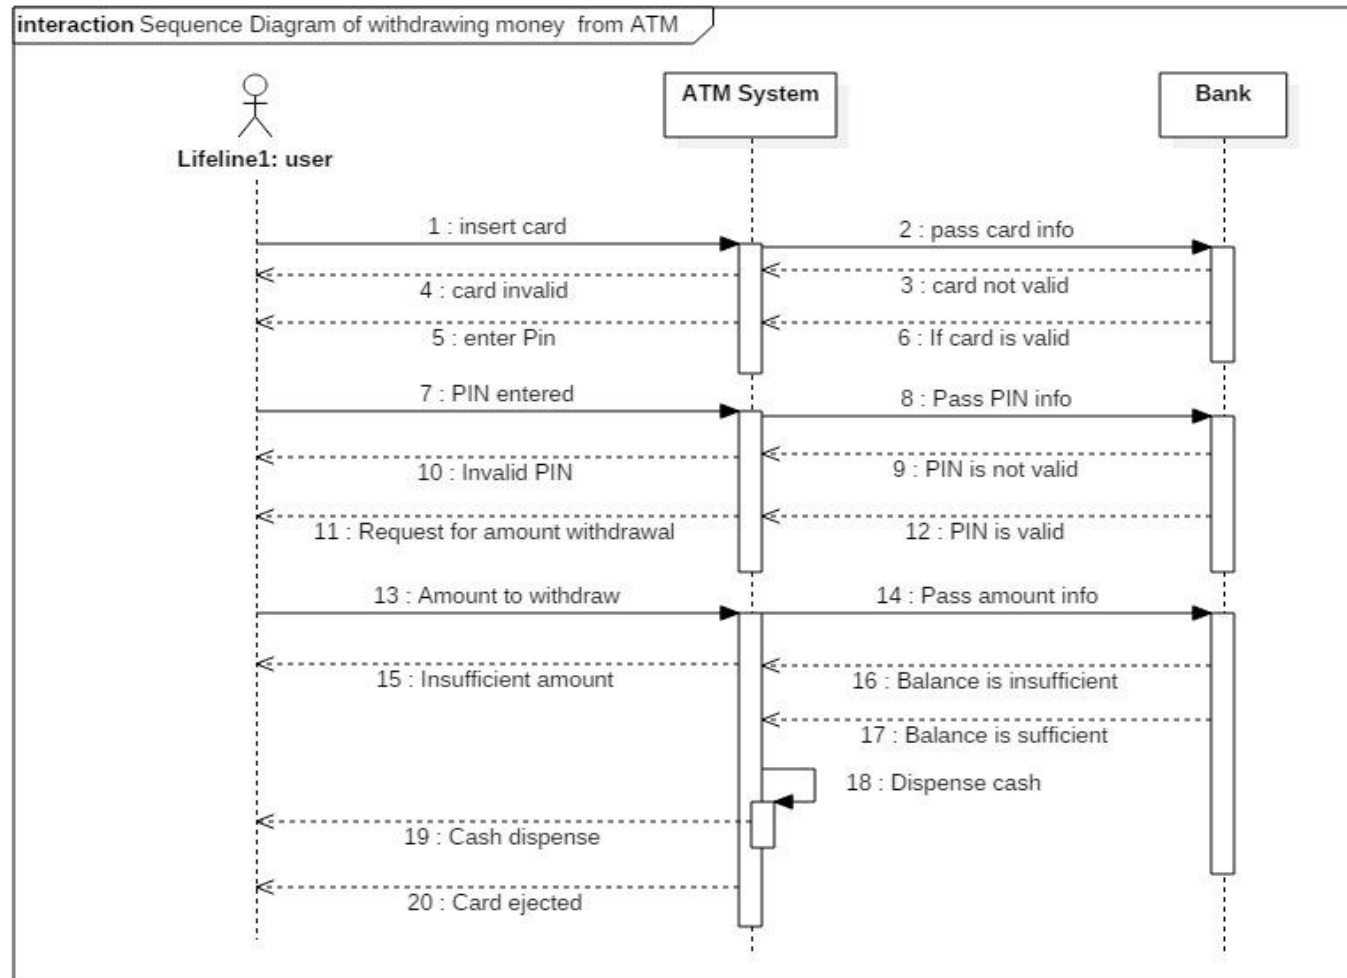 interaction Sequence Diagram of withdrawing money from ATM
ATM System
Bank
Lifeline1: user
1 : insert card
2 : pass card info
4 : card invalid
3 : card not valid
5 : enter Pin
6 : If card is valid
7 : PIN entered
8 : Pass PIN info
10 : Invalid PIN
9 : PIN is not valid
11 : Request for amount withdrawal
12 : PIN is valid
13 : Amount to withdraw
14 : Pass amount info
15 : Insufficient amount
16 : Balance is insufficient
17 : Balance is sufficient
18 : Dispense cash
19 : Cash dispense
20 : Card ejected